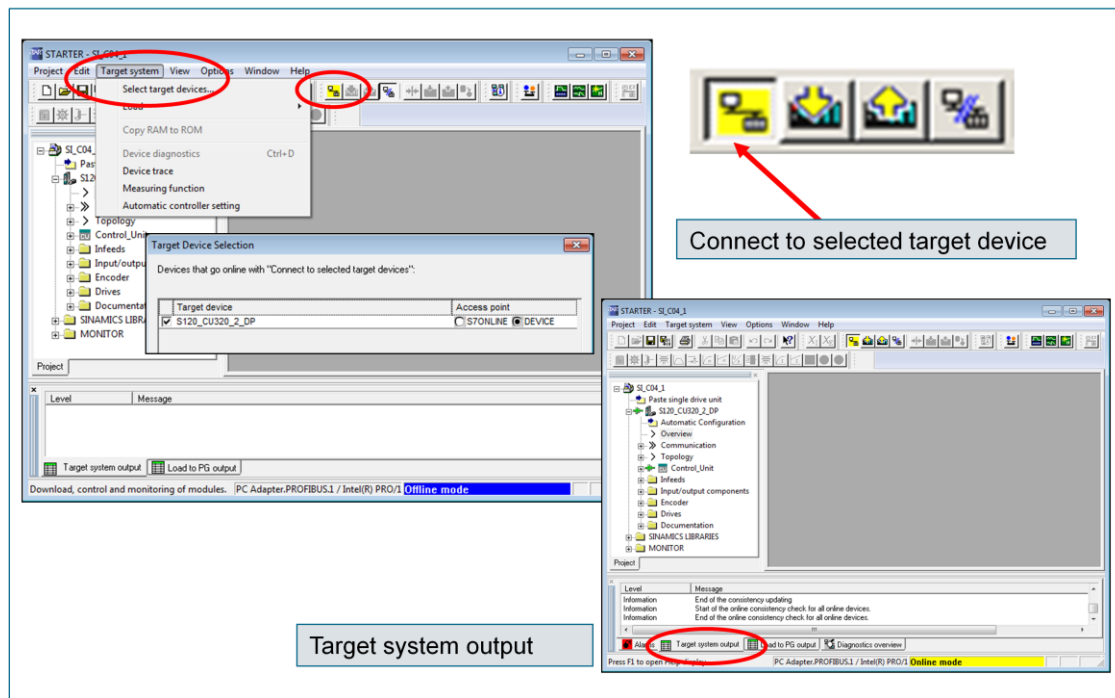 STARTER - SI_C04_1
Project Edit Target system View Options Window Help
Select target devices...
Load
Copy RAM to ROM
Device diagnostics Ctrl+D
Device trace
Measuring function
Automatic controller setting
SI_C04_
Pas
S12
Topology
Control_Uni
Infeeds
Input/outpu
Encoder
Drives
Documentat
SINAMICS LIBRA
MONITOR
Project
Target Device Selection
Devices that go online with "Connect to selected target devices":
Target device Access point
S120_CU320_2_DP S7ONLINE DEVICE
Level Message
Target system output Load to PG output
Download, control and monitoring of modules. PC Adapter.PROFIBUS.1 / Intel(R) PRO/1 Offline mode
Connect to selected target device
STARTER - SI_C04_1
Project Edit Target system View Options Window Help
SI_C04_1
Paste single drive unit
S120_CU320_2_DP
Automatic Configuration
Overview
Communication
Topology
Control_Unit
Infeeds
Input/output components
Encoder
Drives
Documentation
SINAMICS LIBRARIES
MONITOR
Project
Level Message
Information End of the consistency updating
Information Start of the online consistency check for all online devices.
Information End of the online consistency check for all online devices.
Alarms Target system output Load to PG output Diagnostics overview
Press F1 to open Help display. PC Adapter.PROFIBUS.1 / Intel(R) PRO/1 Online mode
Target system output